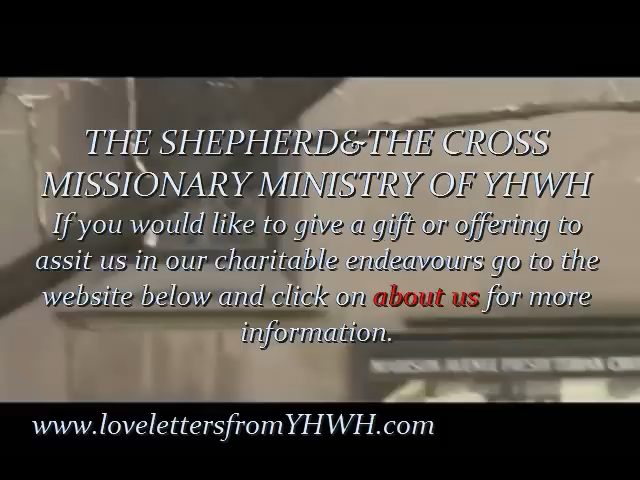 THE SHEPHERD&THE CROSS
MISSIONARY MINISTRY OF YHWH
If you would like to give a gift or offering to
assit us in our charitable endeavours go to the
website below and click on about us for more
information.
www.lovelettersfromYHWH.com